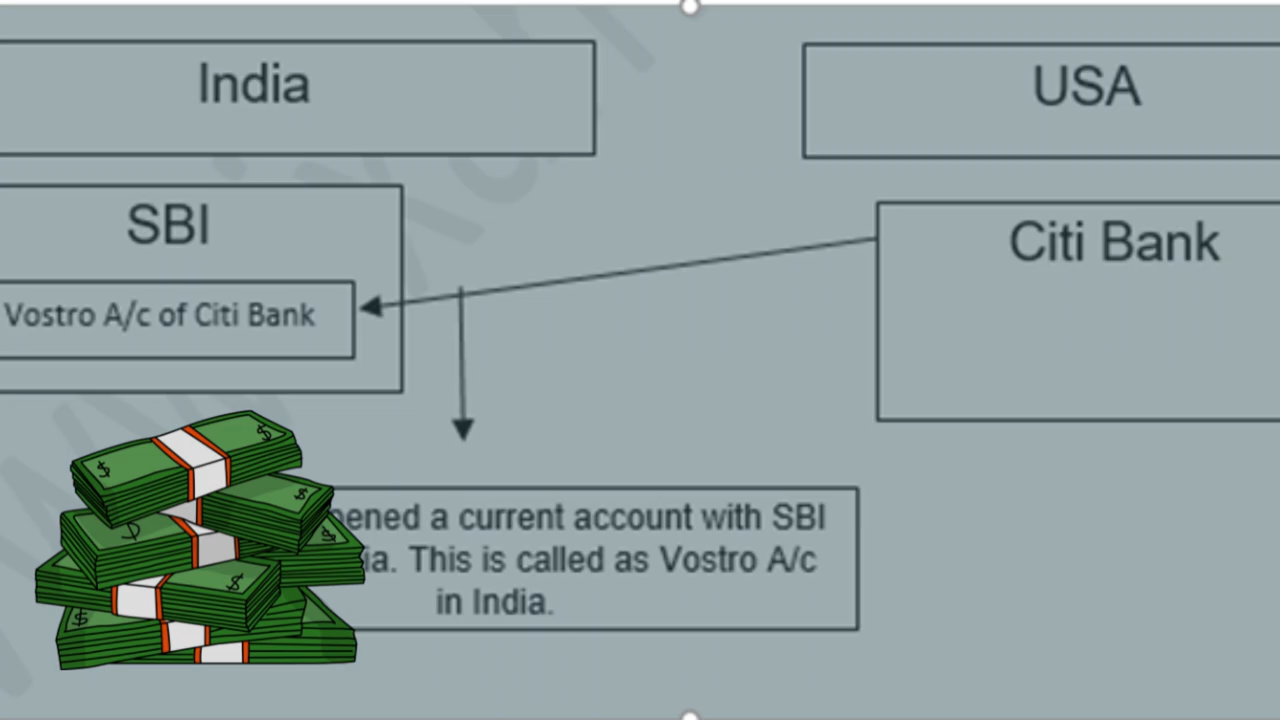 India
USA
SBI
Citi Bank
Vostro A/c of Citi Bank
a current account with SBI
This is called as Vostro A/c
in India.